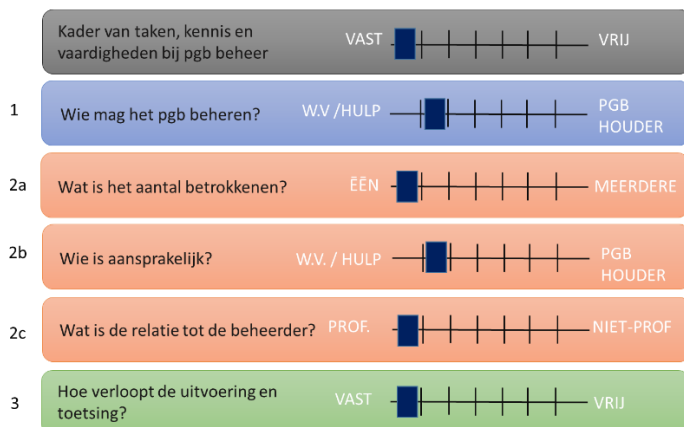 Kader van taken, kennis en
vaardigheden bij pgb beheer
VAST
VRIJ
1
Wie mag het pgb beheren?
W.V /HULP
PGB
HOUDER
2a
Wat is het aantal betrokkenen?
ĒĒN
MEERDERE
2b
Wie is aansprakelijk?
W.V. / HULP
PGB
HOUDER
2c
Wat is de relatie tot de beheerder?
PROF.
NIET-PROF
3
Hoe verloopt de uitvoering en
toetsing?
VAST
VRIJ